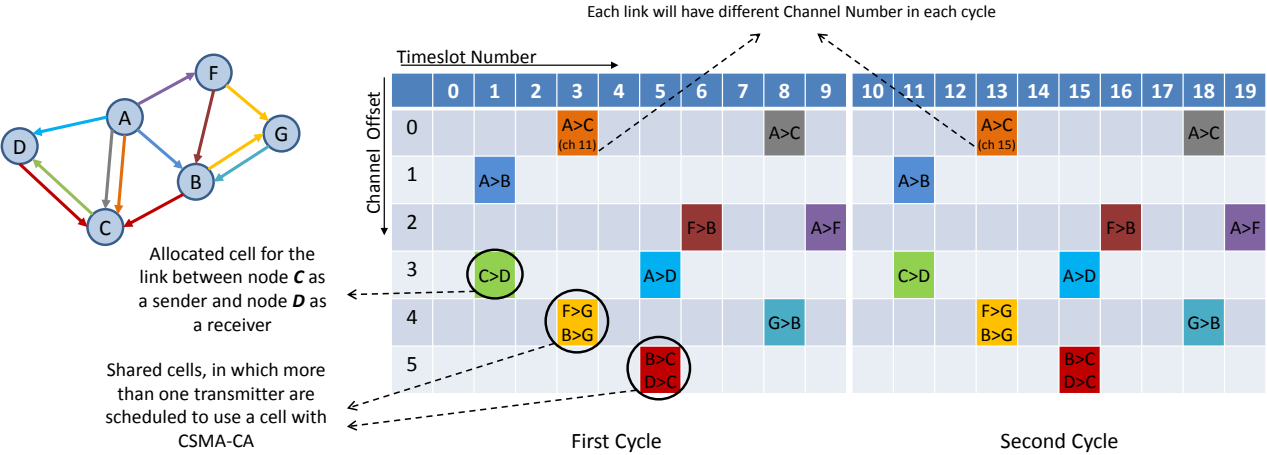 Each link will have different Channel Number in each cycle
Timeslot Number
Channel Offset
0 1 2 3 4 5 6 7 8 9 10 11 12 13 14 15 16 17 18 19
0
A>C
(ch 11)
A>C
A>C
(ch 15)
A>C
1
A>B
A>B
2
F>B
A>F
F>B
A>F
3
C>D
A>D
C>D
A>D
4
F>G
B>G
G>B
F>G
B>G
G>B
5
B>C
D>C
B>C
D>C
First Cycle
Second Cycle
F
A
G
D
B
C
Allocated cell for the
link between node C as
a sender and node D as
a receiver
Shared cells, in which more
than one transmitter are
scheduled to use a cell with
CSMA-CA